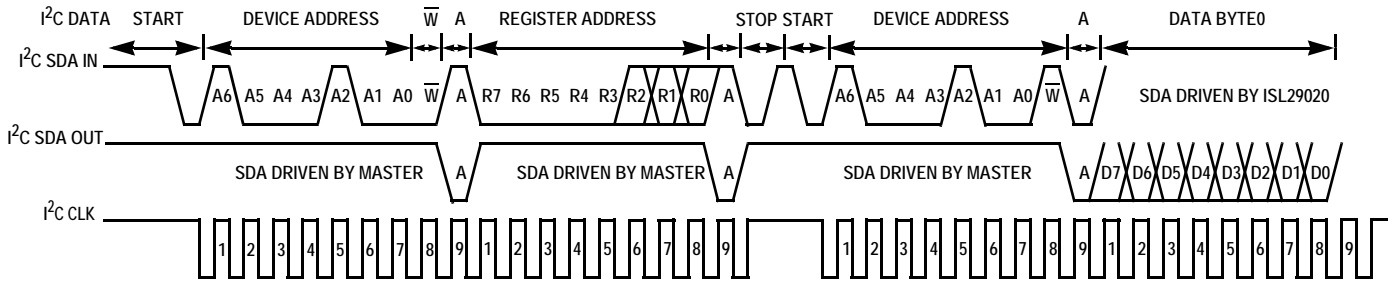 I²C DATA START DEVICE ADDRESS W̅ A REGISTER ADDRESS STOP START DEVICE ADDRESS A DATA BYTE0
I²C SDA IN
A6 A5 A4 A3 A2 A1 A0 W̅ A R7 R6 R5 R4 R3 R2 R1 R0 A A6 A5 A4 A3 A2 A1 A0 W̅ A SDA DRIVEN BY ISL29020
I²C SDA OUT
SDA DRIVEN BY MASTER A SDA DRIVEN BY MASTER A SDA DRIVEN BY MASTER A D7 D6 D5 D4 D3 D2 D1 D0
I²C CLK
1 2 3 4 5 6 7 8 9 1 2 3 4 5 6 7 8 9 1 2 3 4 5 6 7 8 9 1 2 3 4 5 6 7 8 9